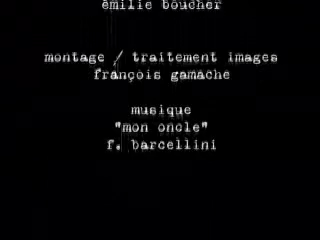 émilie boucher
montage / traitement images
françois gamache
musique
"mon oncle"
f. barcellini